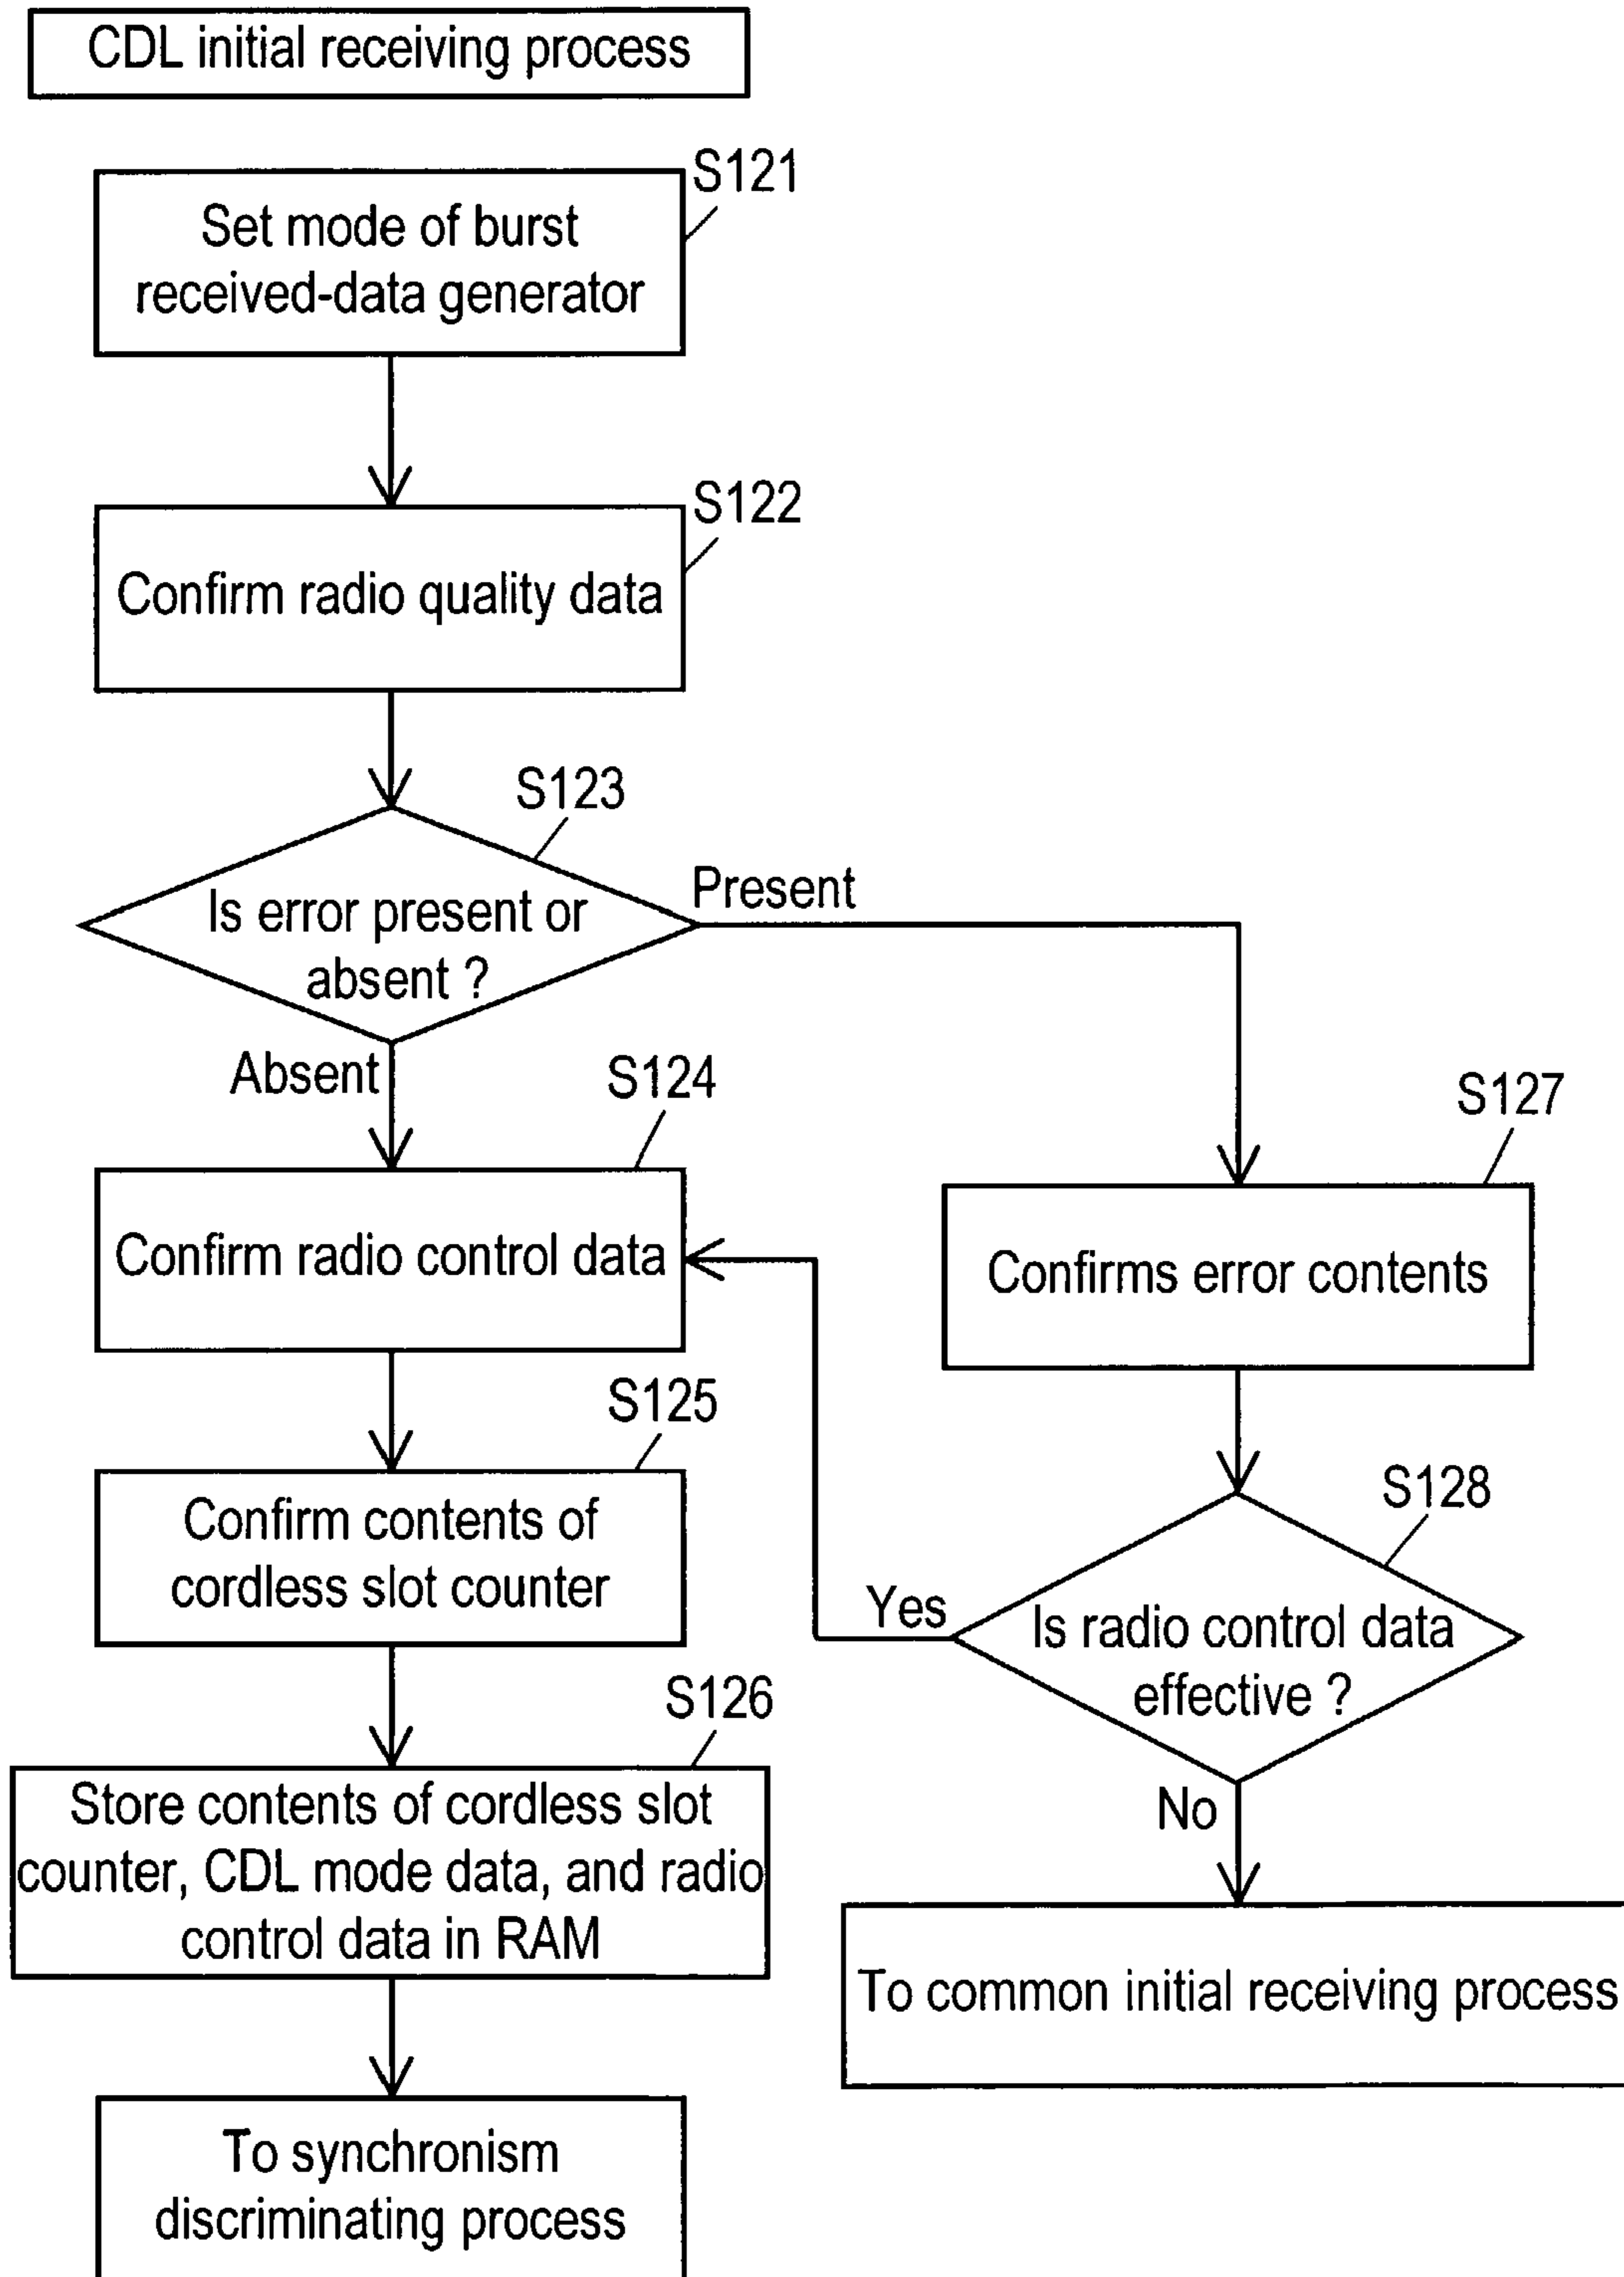 CDL initial receiving process
S121
Set mode of burst
received-data generator
S122
Confirm radio quality data
S123
Is error present or
absent ?
Present
Absent
S124
Confirm radio control data
S127
Confirms error contents
S125
Confirm contents of
cordless slot counter
S128
Is radio control data
effective ?
Yes
No
S126
Store contents of cordless slot
counter, CDL mode data, and radio
control data in RAM
To common initial receiving process
To synchronism
discriminating process